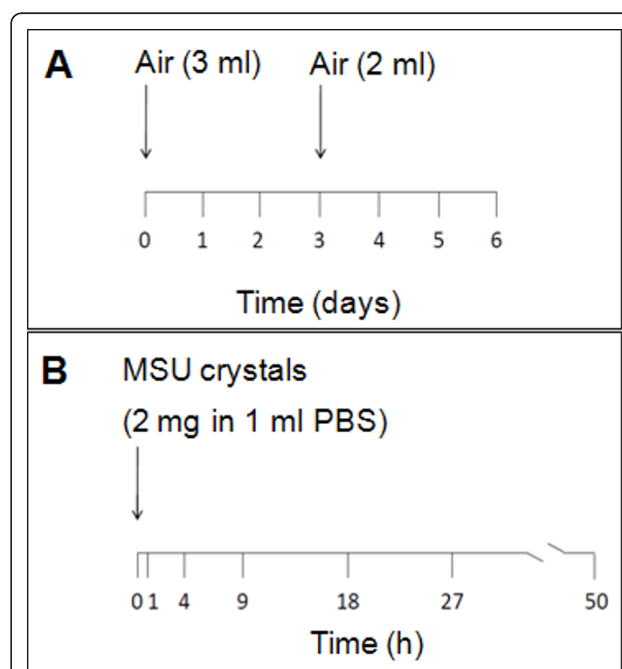 A
Air (3 ml) Air (2 ml)
0 1 2 3 4 5 6
Time (days)
B
MSU crystals
(2 mg in 1 ml PBS)
0 1 4 9 18 27 50
Time (h)